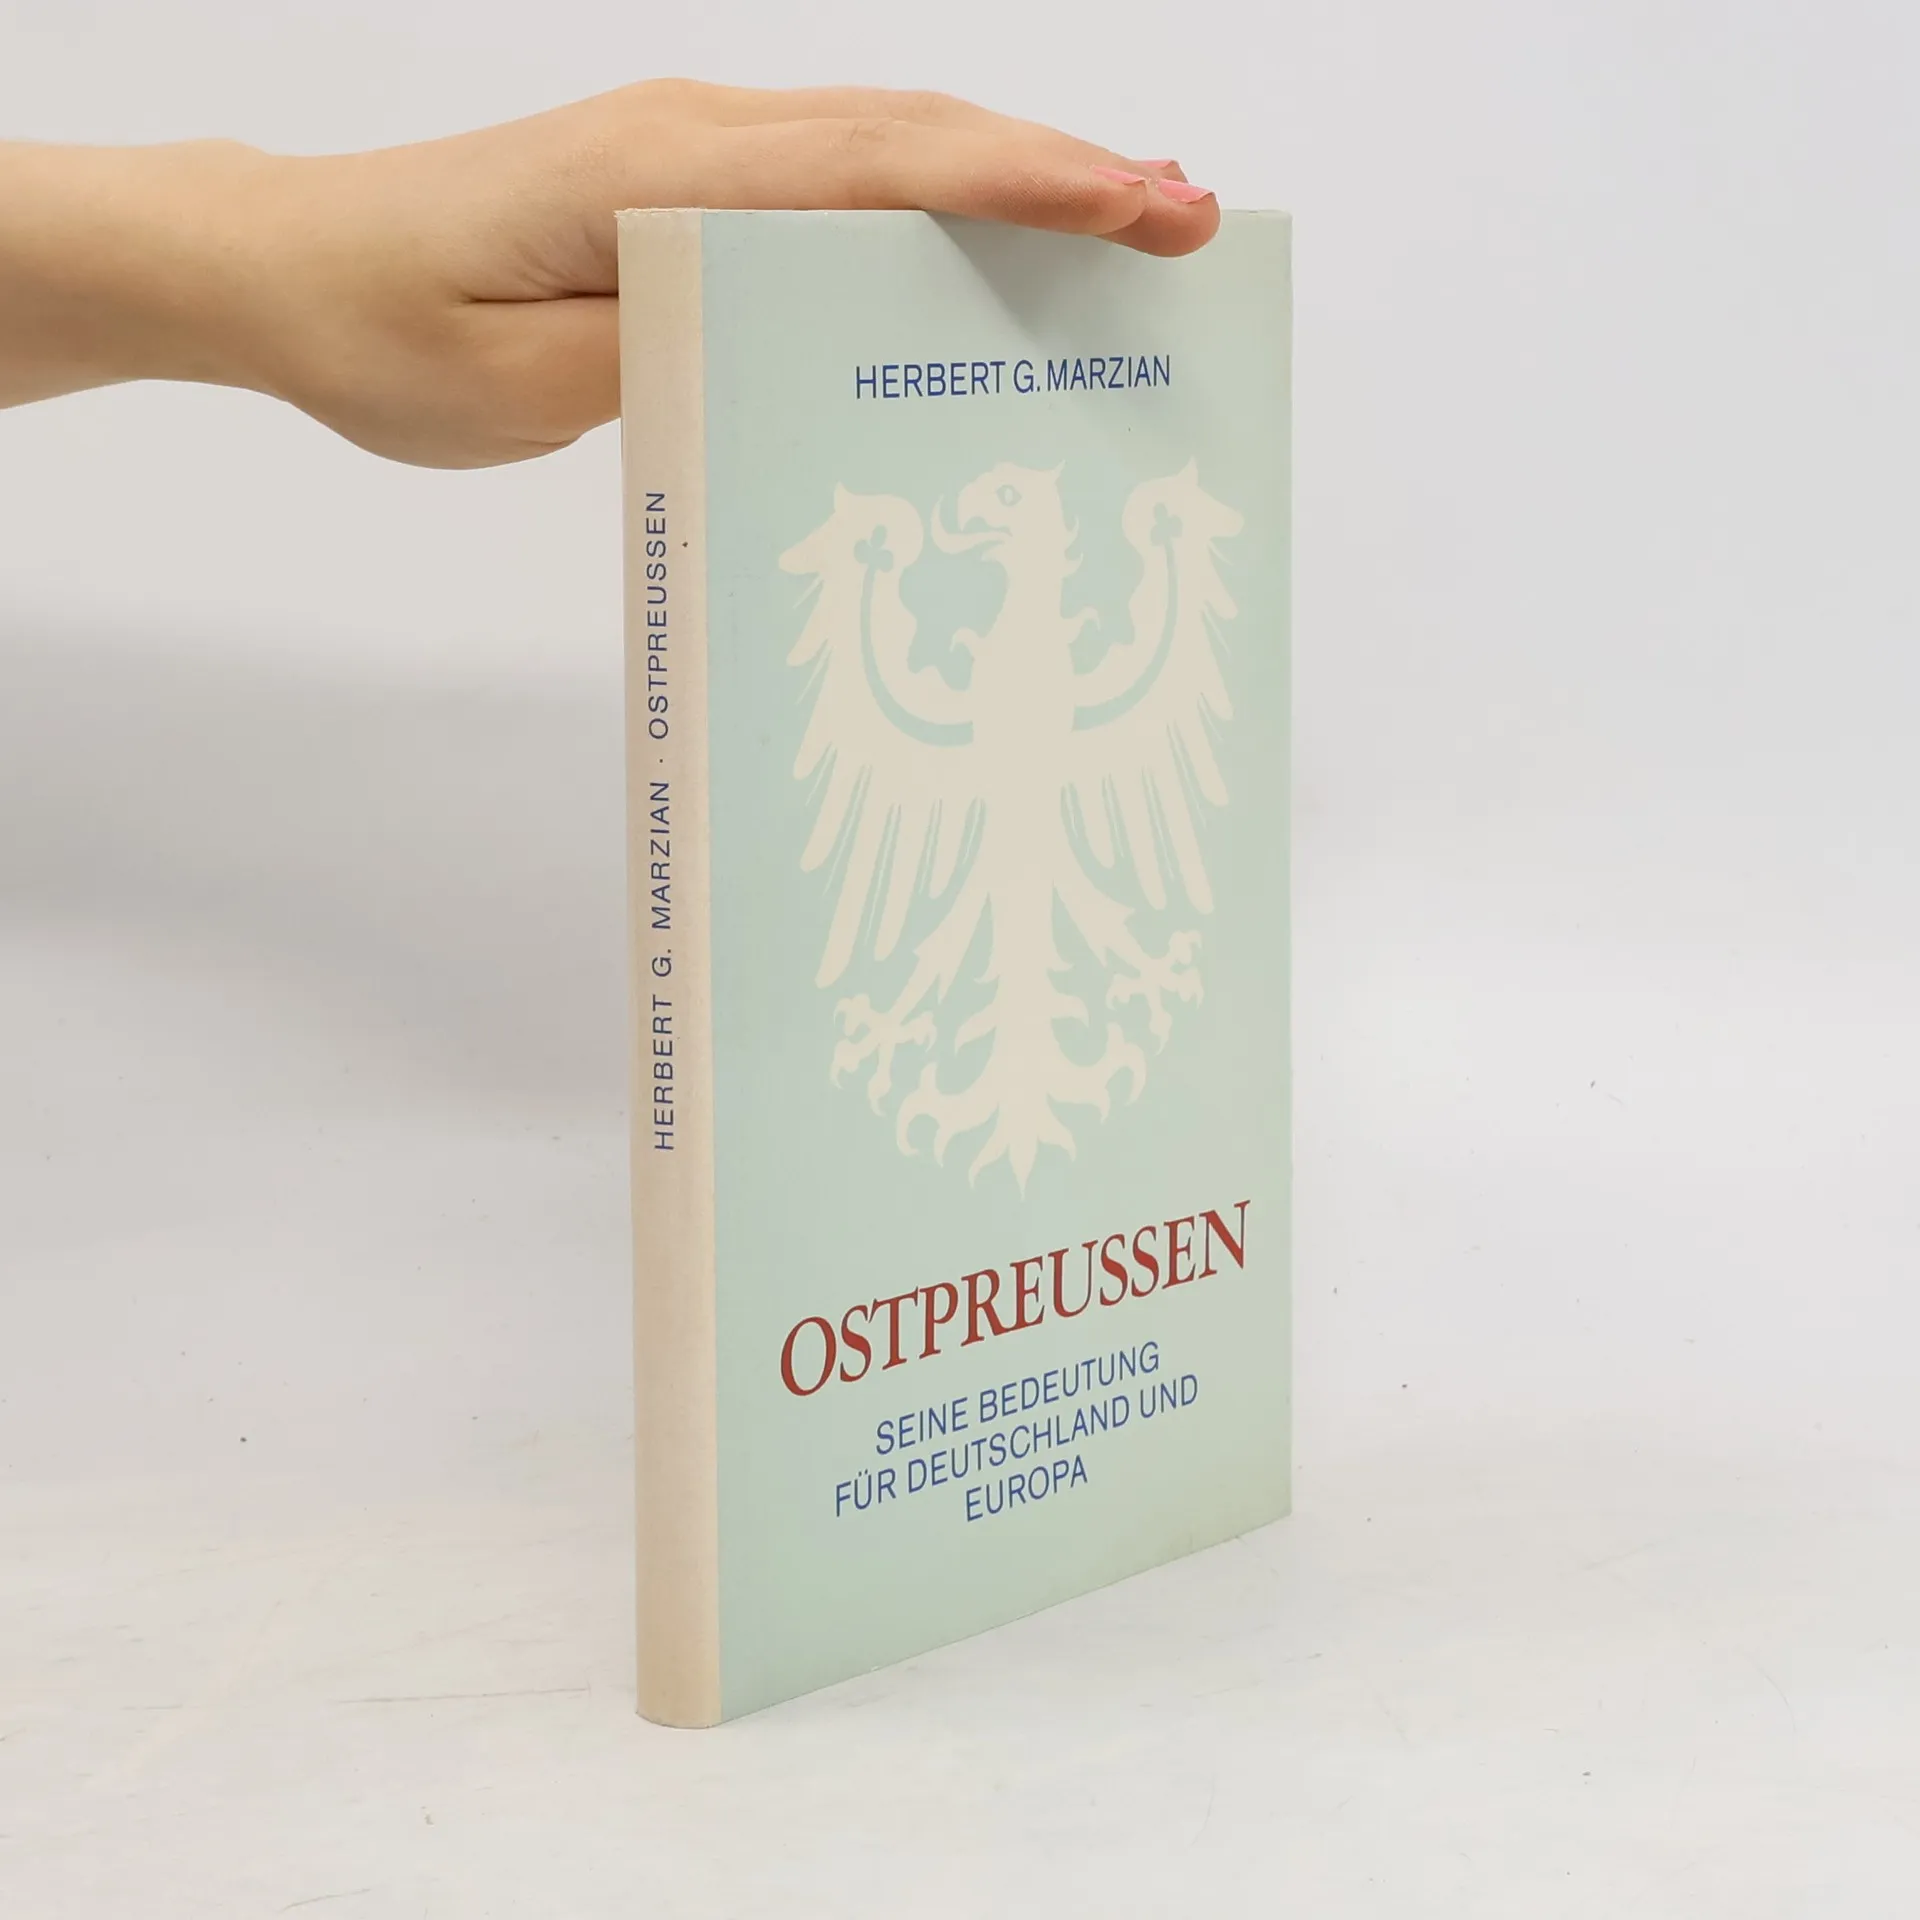 HERBERT G. MARZIAN · OSTPREUSSEN
HERBERT G. MARZIAN
OSTPREUSSEN
SEINE BEDEUTUNG
FÜR DEUTSCHLAND UND
EUROPA